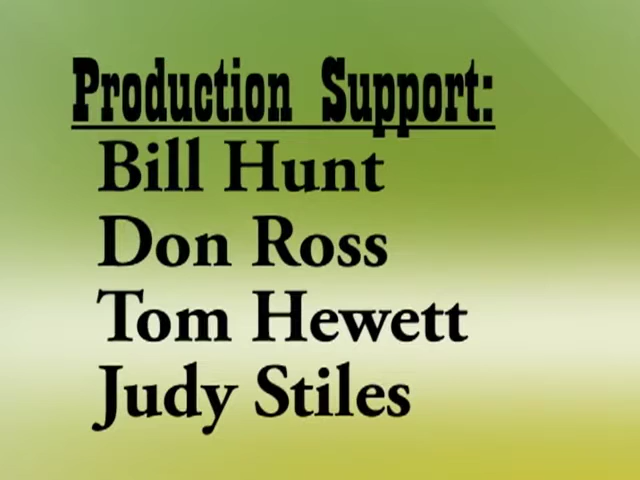 Production Support:
Bill Hunt
Don Ross
Tom Hewett
Judy Stiles